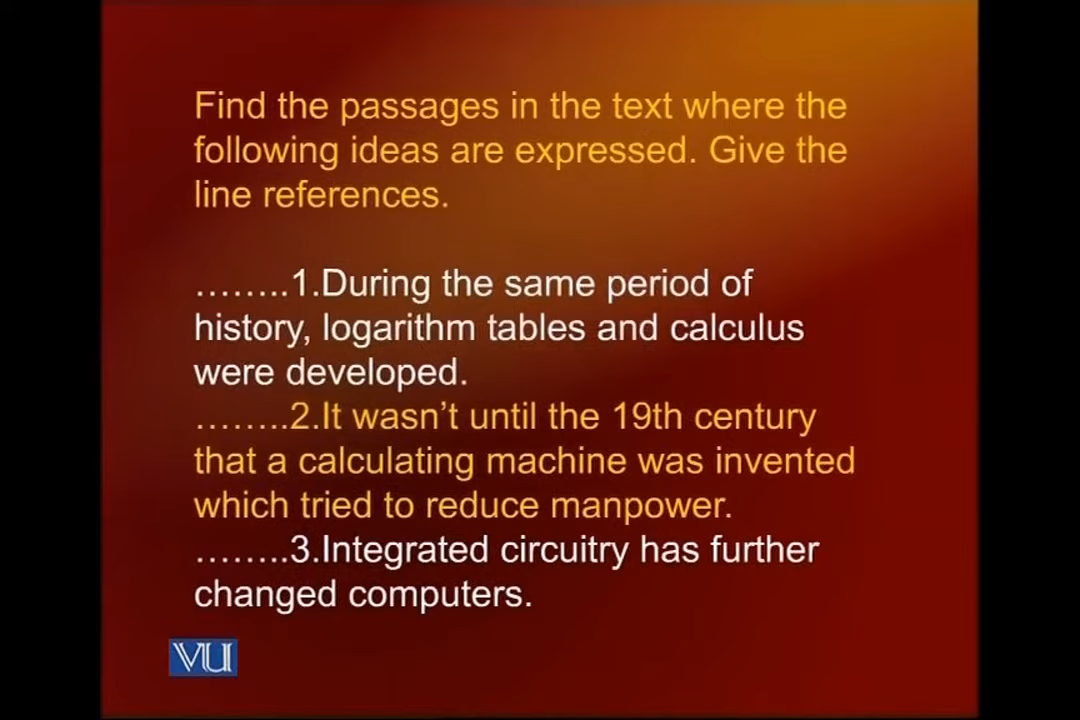 Find the passages in the text where the
following ideas are expressed. Give the
line references.
........1.During the same period of
history, logarithm tables and calculus
were developed.
........2.It wasn’t until the 19th century
that a calculating machine was invented
which tried to reduce manpower.
........3.Integrated circuitry has further
changed computers.
VU